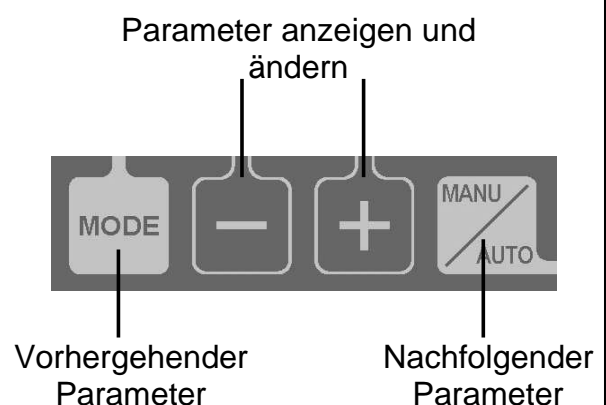 Parameter anzeigen und
ändern
MODE
−
+
MANU
AUTO
Vorhergehender
Parameter
Nachfolgender
Parameter